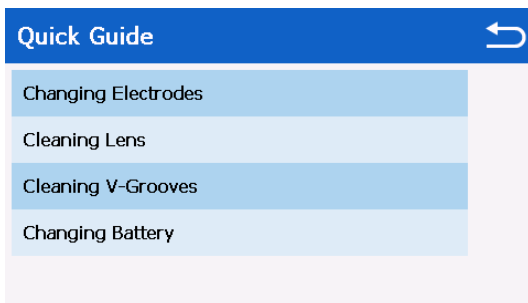 Quick Guide
Changing Electrodes
Cleaning Lens
Cleaning V-Grooves
Changing Battery